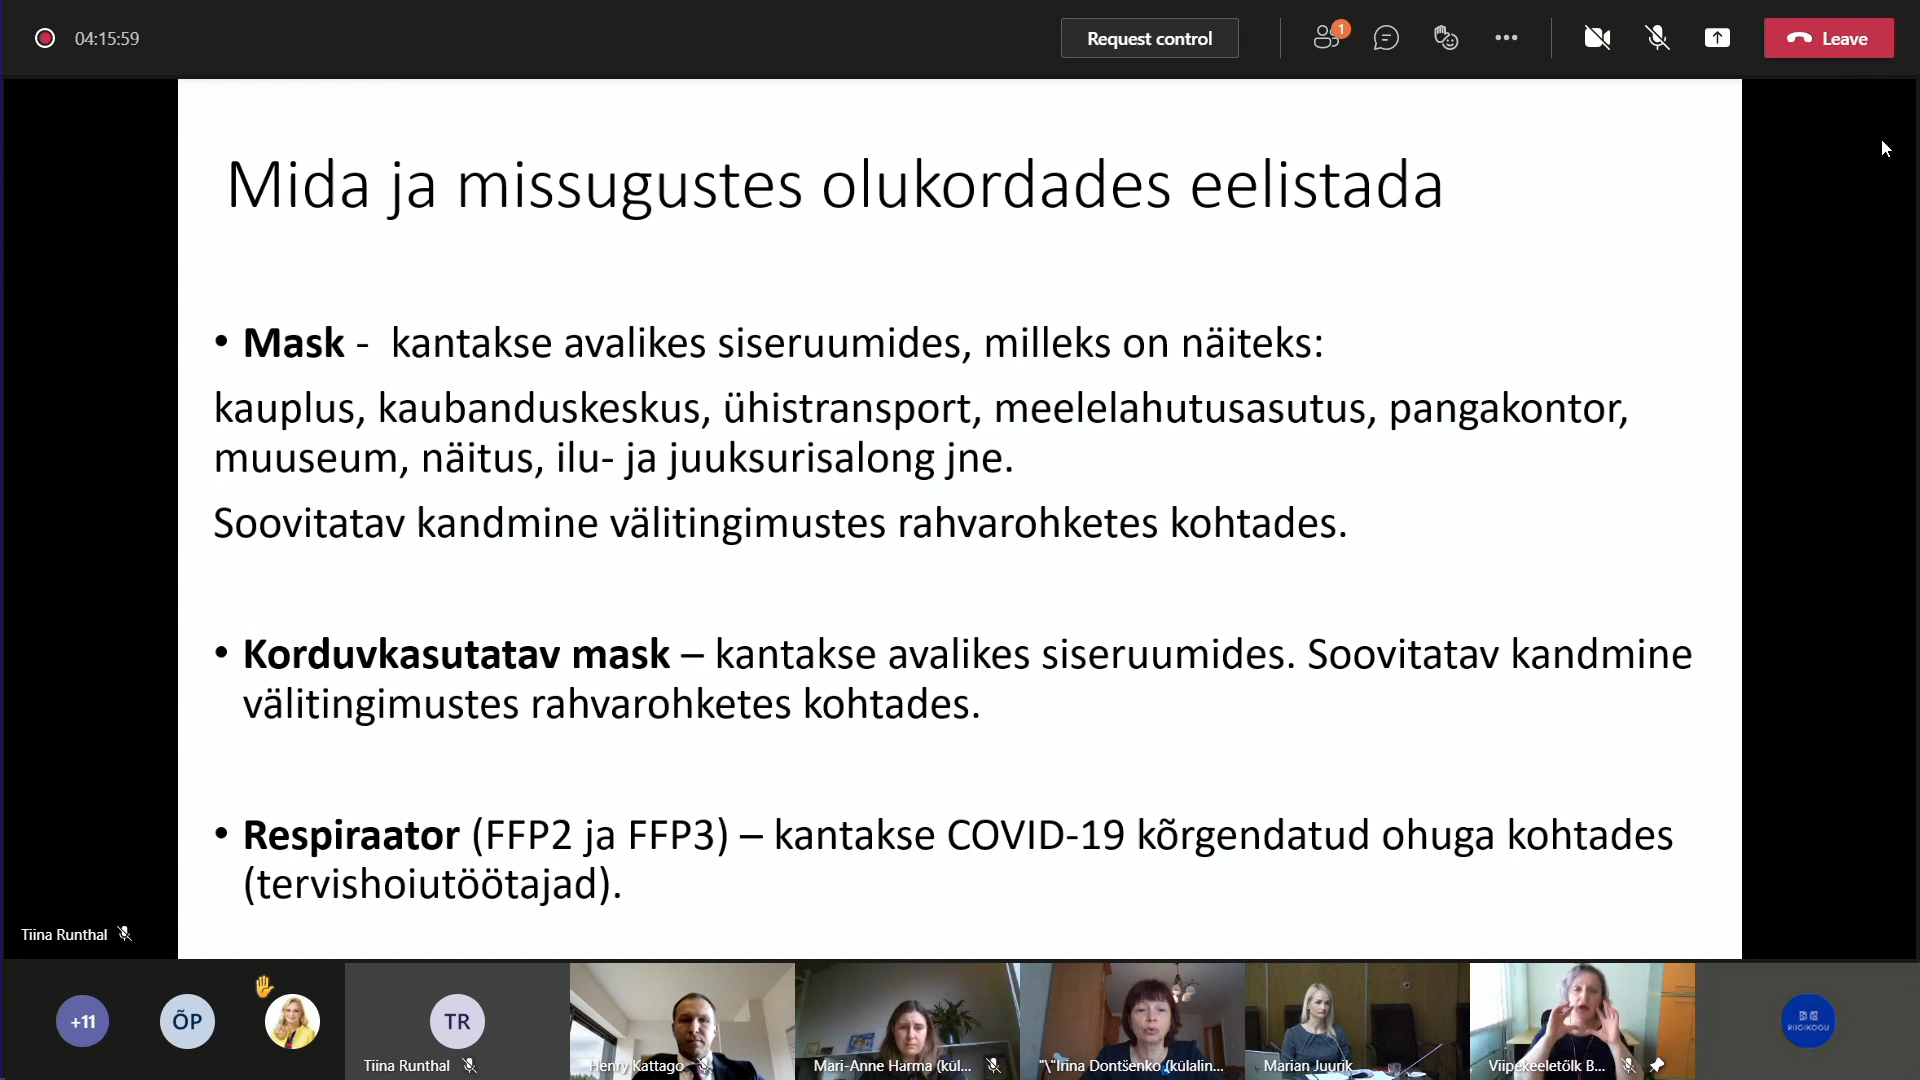 04:15:59
Request control
1
Leave
Mida ja missugustes olukordades eelistada
• Mask - kantakse avalikes siseruumides, milleks on näiteks:
kauplus, kaubanduskeskus, ühistransport, meelelahutusasutus, pangakontor,
muuseum, näitus, ilu- ja juuksurisalong jne.
Soovitatav kandmine välitingimustes rahvarohketes kohtades.
• Korduvkasutatav mask – kantakse avalikes siseruumides. Soovitatav kandmine
välitingimustes rahvarohketes kohtades.
• Respiraator (FFP2 ja FFP3) – kantakse COVID-19 kõrgendatud ohuga kohtades
(tervishoiutöötajad).
Tiina Runthal
+11
ÕP
TR
Tiina Runthal
Henry Kattago
Mari-Anne Härma (kül...
"\"Irina Dontšenko (külalin...
Marian Juurik
Viipekeeletõlk B...
RIIGIKOGU